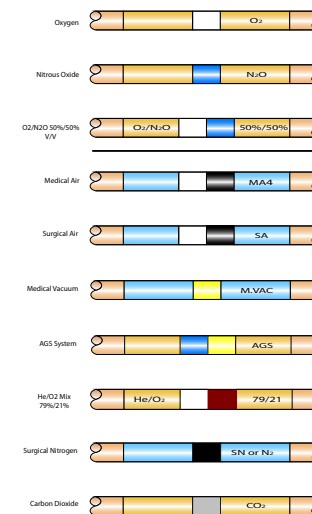 Oxygen
O₂
Nitrous Oxide
N₂O
O2/N2O 50%/50%
V/V
O₂/N₂O
50%/50%
Medical Air
MA4
Surgical Air
SA
Medical Vacuum
M.VAC
AGS System
AGS
He/O2 Mix
79%/21%
He/O₂
79/21
Surgical Nitrogen
SN or N₂
Carbon Dioxide
CO₂